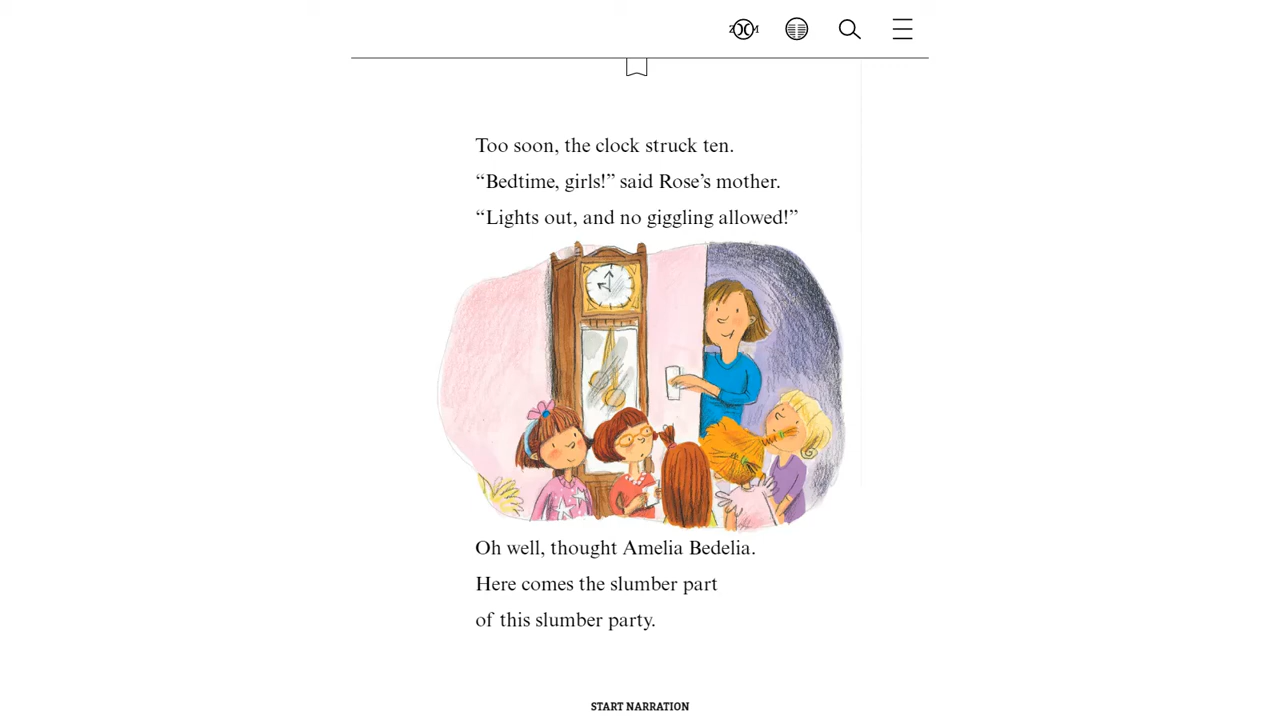 Too soon, the clock struck ten.
“Bedtime, girls!” said Rose’s mother.
“Lights out, and no giggling allowed!”
Oh well, thought Amelia Bedelia.
Here comes the slumber part
of this slumber party.
START NARRATION